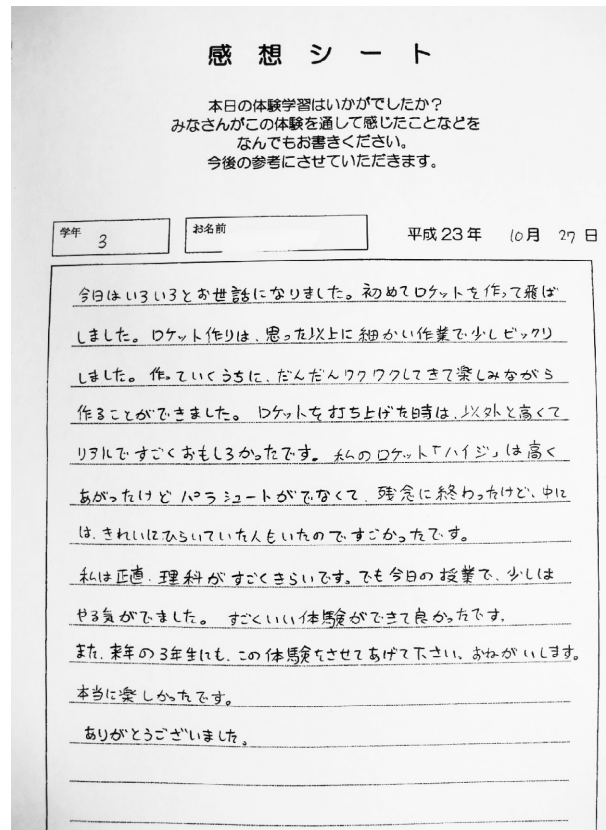 感想シート
本日の体験学習はいかがでしたか？
みなさんがこの体験を通して感じたことなどを
なんでもお書きください。
今後の参考にさせていただきます。
学年 3 お名前 平成23年 10月 27日
今日はいろいろとお世話になりました。初めてロケットを作って飛ば
しました。ロケット作りは、思った以上に細かい作業で少しビックリ
しました。作っていくうちに、だんだんワクワクしてきて楽しみながら
作ることができました。ロケットを打ち上げた時は、以外と高くて
リアルですごくおもしろかったです。私のロケット「ハイジ」は高く
あがったけどパラシュートがでなくて、残念に終わったけど、中に
は、きれいにひらいていた人もいたのですごかったです。
私は正直、理科がすごくきらいです。でも今日の授業で、少しは
やる気がでました。すごくいい体験ができて良かったです。
また、来年の3年生にも、この体験をさせてあげて下さい。おねがいします。
本当に楽しかったです。
ありがとうございました。